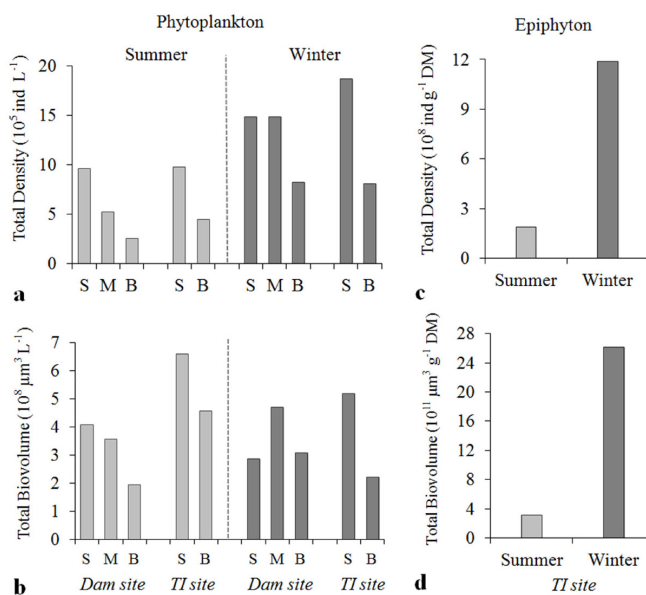 Phytoplankton
Summer Winter
Total Density (10⁵ ind L⁻¹)
20
15
10
5
0
S M B S B S M B S B
a
Epiphyton
Total Density (10⁸ ind g⁻¹ DM)
12
9
6
3
0
Summer Winter
c
Total Biovolume (10⁸ µm³ L⁻¹)
7
6
5
4
3
2
1
0
S M B S B S M B S B
b Dam site TI site Dam site TI site
Total Biovolume (10¹¹ µm³ g⁻¹ DM)
28
24
20
16
12
8
4
0
Summer Winter
d TI site